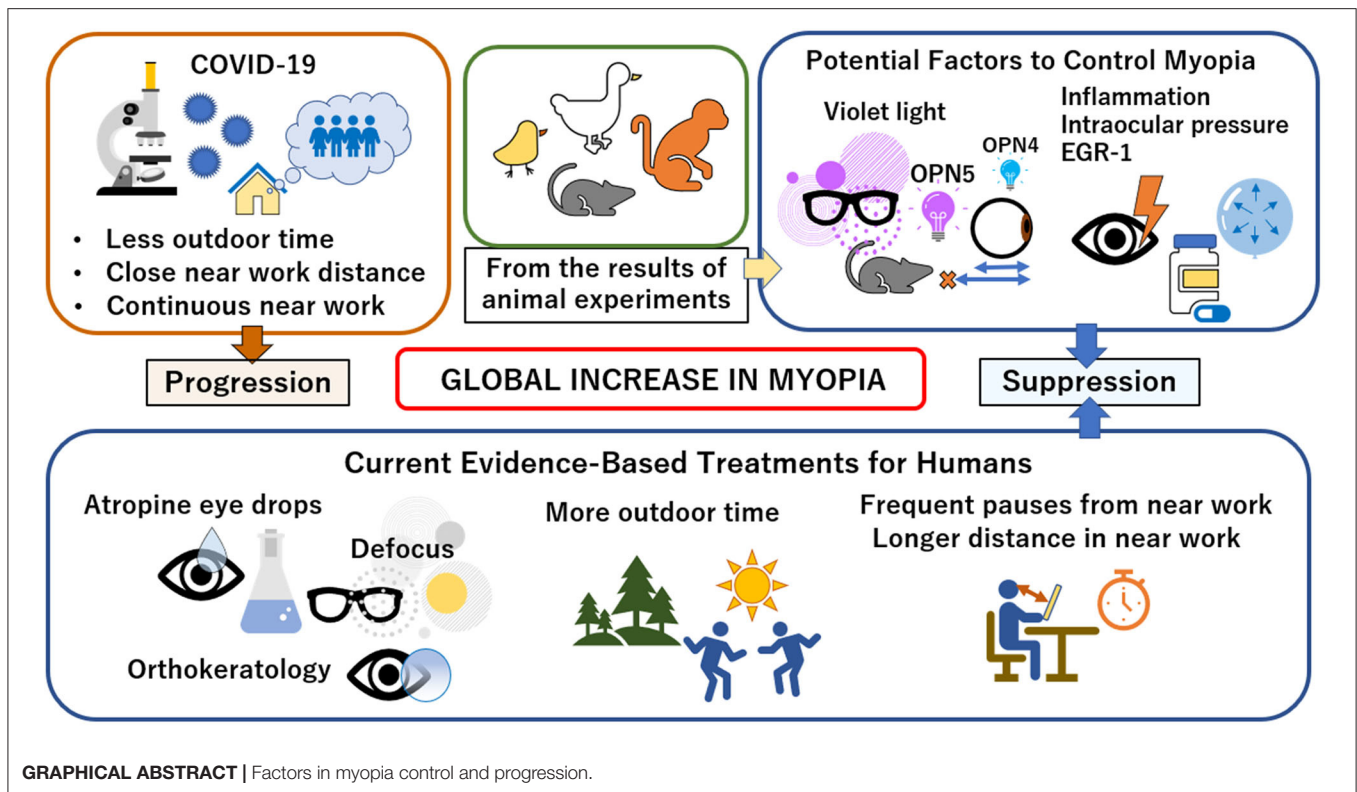 COVID-19
• Less outdoor time
• Close near work distance
• Continuous near work
From the results of
animal experiments
Potential Factors to Control Myopia
Violet light
OPN5
OPN4
Inflammation
Intraocular pressure
EGR-1
Progression
GLOBAL INCREASE IN MYOPIA
Suppression
Current Evidence-Based Treatments for Humans
Atropine eye drops
Defocus
Orthokeratology
More outdoor time
Frequent pauses from near work
Longer distance in near work
GRAPHICAL ABSTRACT | Factors in myopia control and progression.